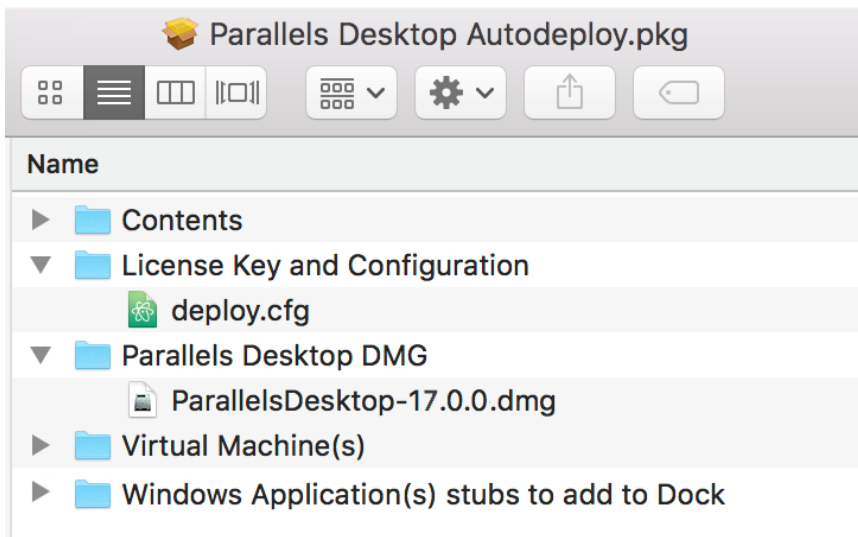 Parallels Desktop Autodeploy.pkg
Name
Contents
License Key and Configuration
deploy.cfg
Parallels Desktop DMG
ParallelsDesktop-17.0.0.dmg
Virtual Machine(s)
Windows Application(s) stubs to add to Dock